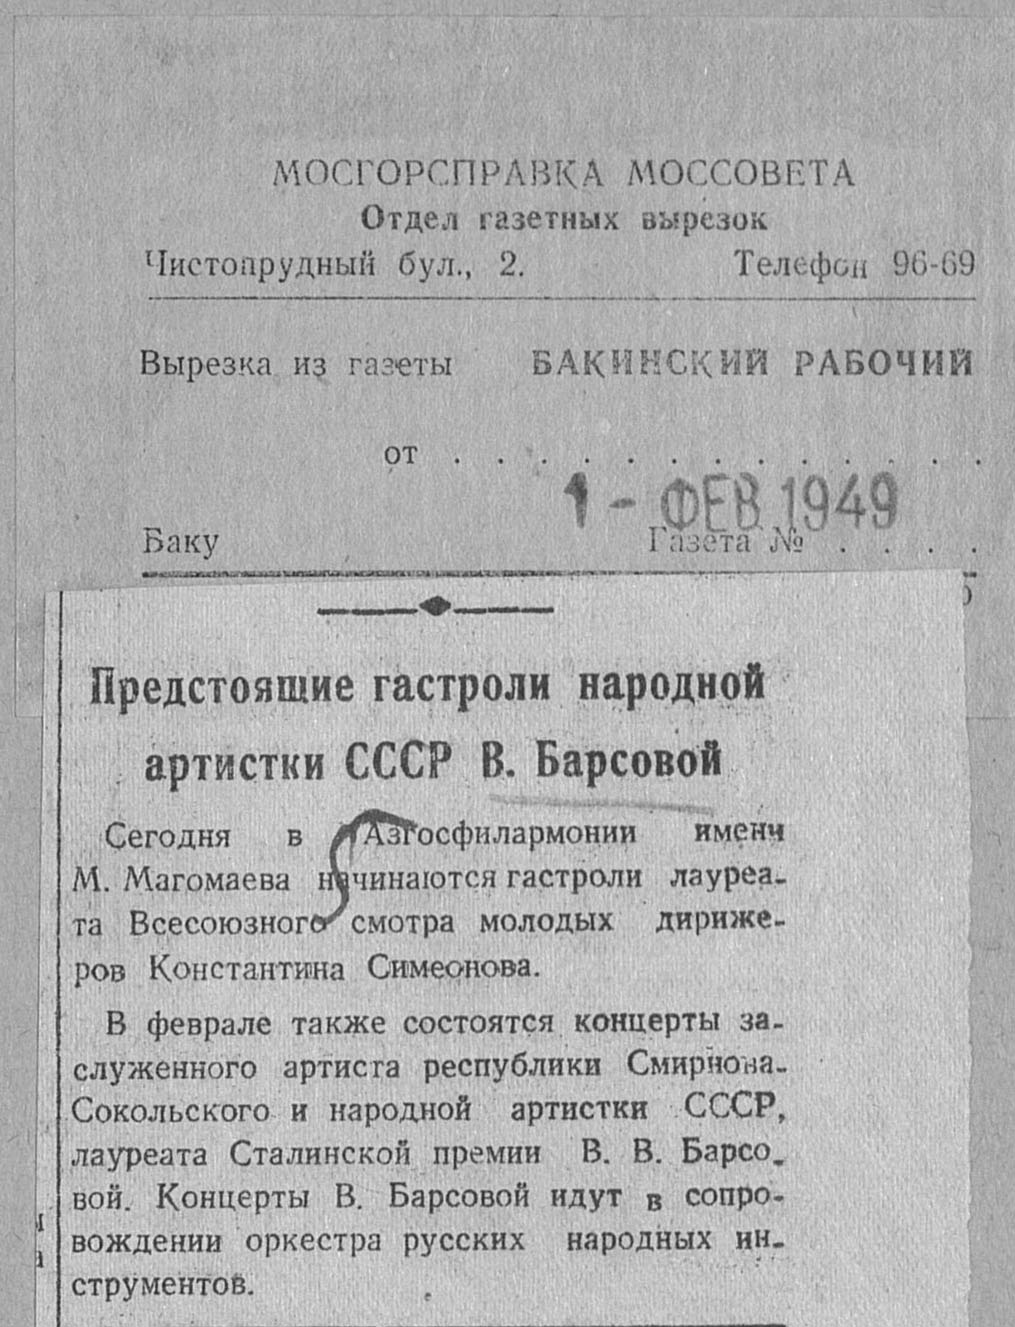 МОСГОРСПРАВКА МОССОВЕТА
Отдел газетных вырезок
Чистопрудный бул., 2. Телефон 96-69
Вырезка из газеты БАКИНСКИЙ РАБОЧИЙ
от . . . . . . . . . . . . .
1 - ФЕВ 1949
Баку Газета № . . . .
Предстоящие гастроли народной
артистки СССР В. Барсовой
Сегодня в Азгосфилармонии имени
М. Магомаева начинаются гастроли лауреа-
та Всесоюзного смотра молодых дириже-
ров Константина Симеонова.
В феврале также состоятся концерты за-
служенного артиста республики Смирнова-
Сокольского и народной артистки СССР,
лауреата Сталинской премии В. В. Барсо-
вой. Концерты В. Барсовой идут в сопро-
вождении оркестра русских народных ин-
струментов.